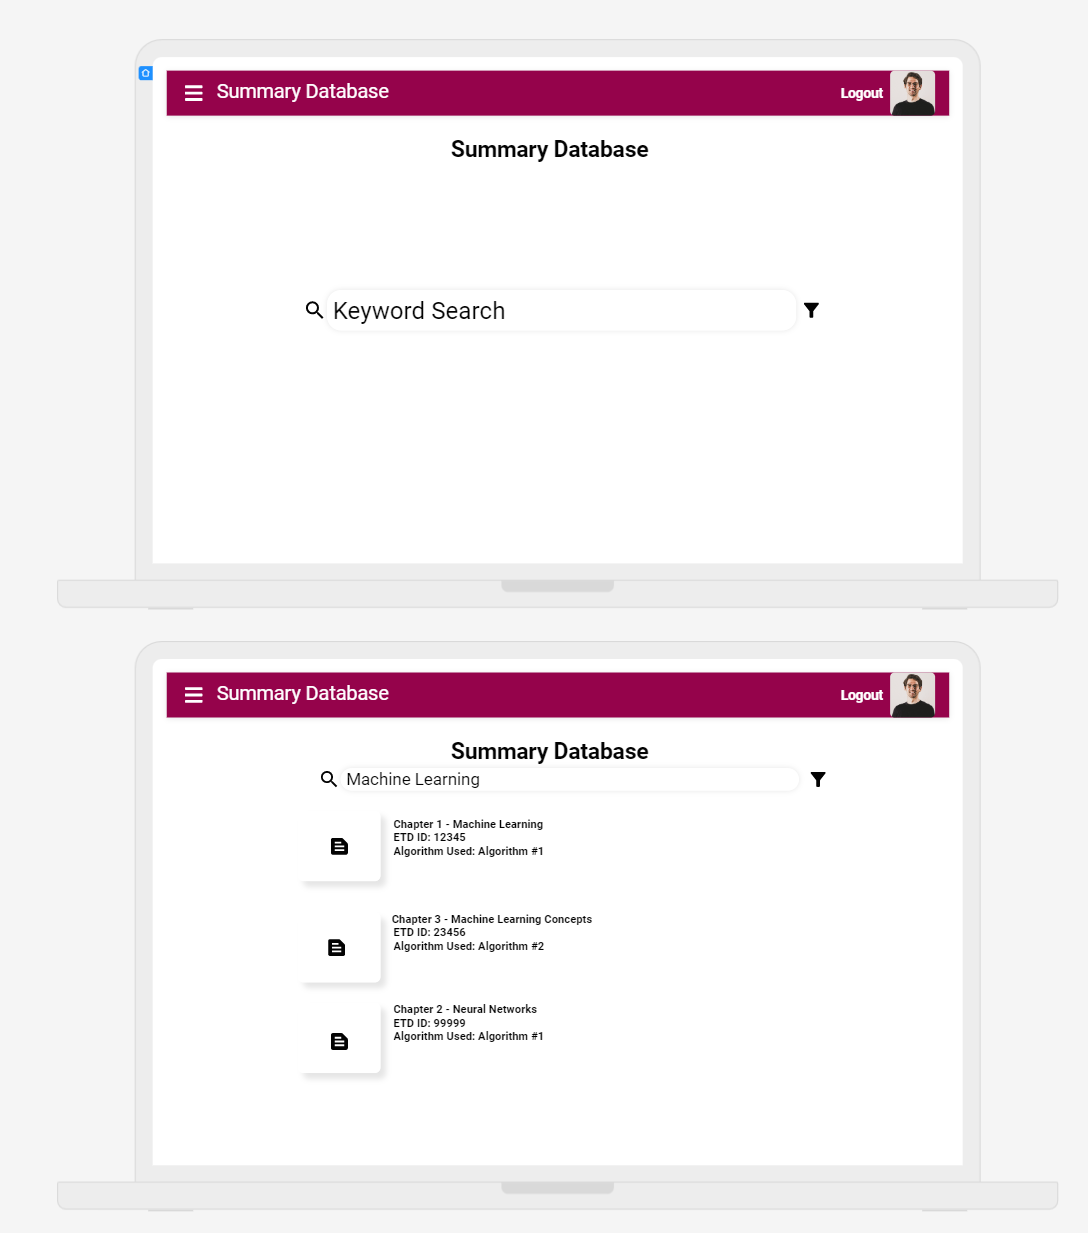 Summary Database
Logout
Summary Database
Keyword Search
Summary Database
Logout
Summary Database
Machine Learning
Chapter 1 - Machine Learning
ETD ID: 12345
Algorithm Used: Algorithm #1
Chapter 3 - Machine Learning Concepts
ETD ID: 23456
Algorithm Used: Algorithm #2
Chapter 2 - Neural Networks
ETD ID: 99999
Algorithm Used: Algorithm #1